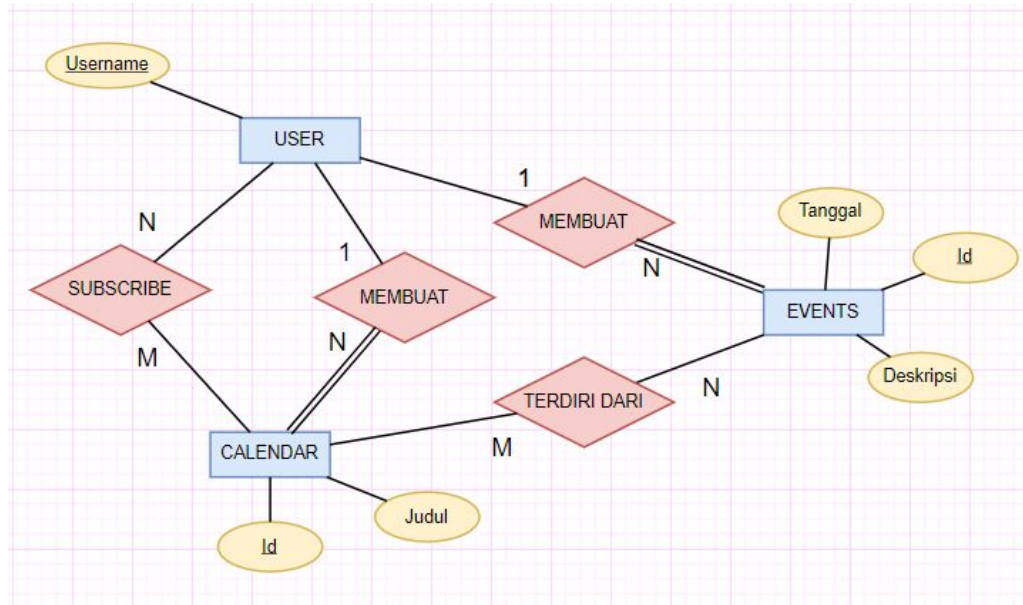 Username
USER
1
MEMBUAT
N
Tanggal
Id
EVENTS
Deskripsi
N
SUBSCRIBE
M
1
MEMBUAT
N
TERDIRI DARI
N
M
CALENDAR
Id
Judul